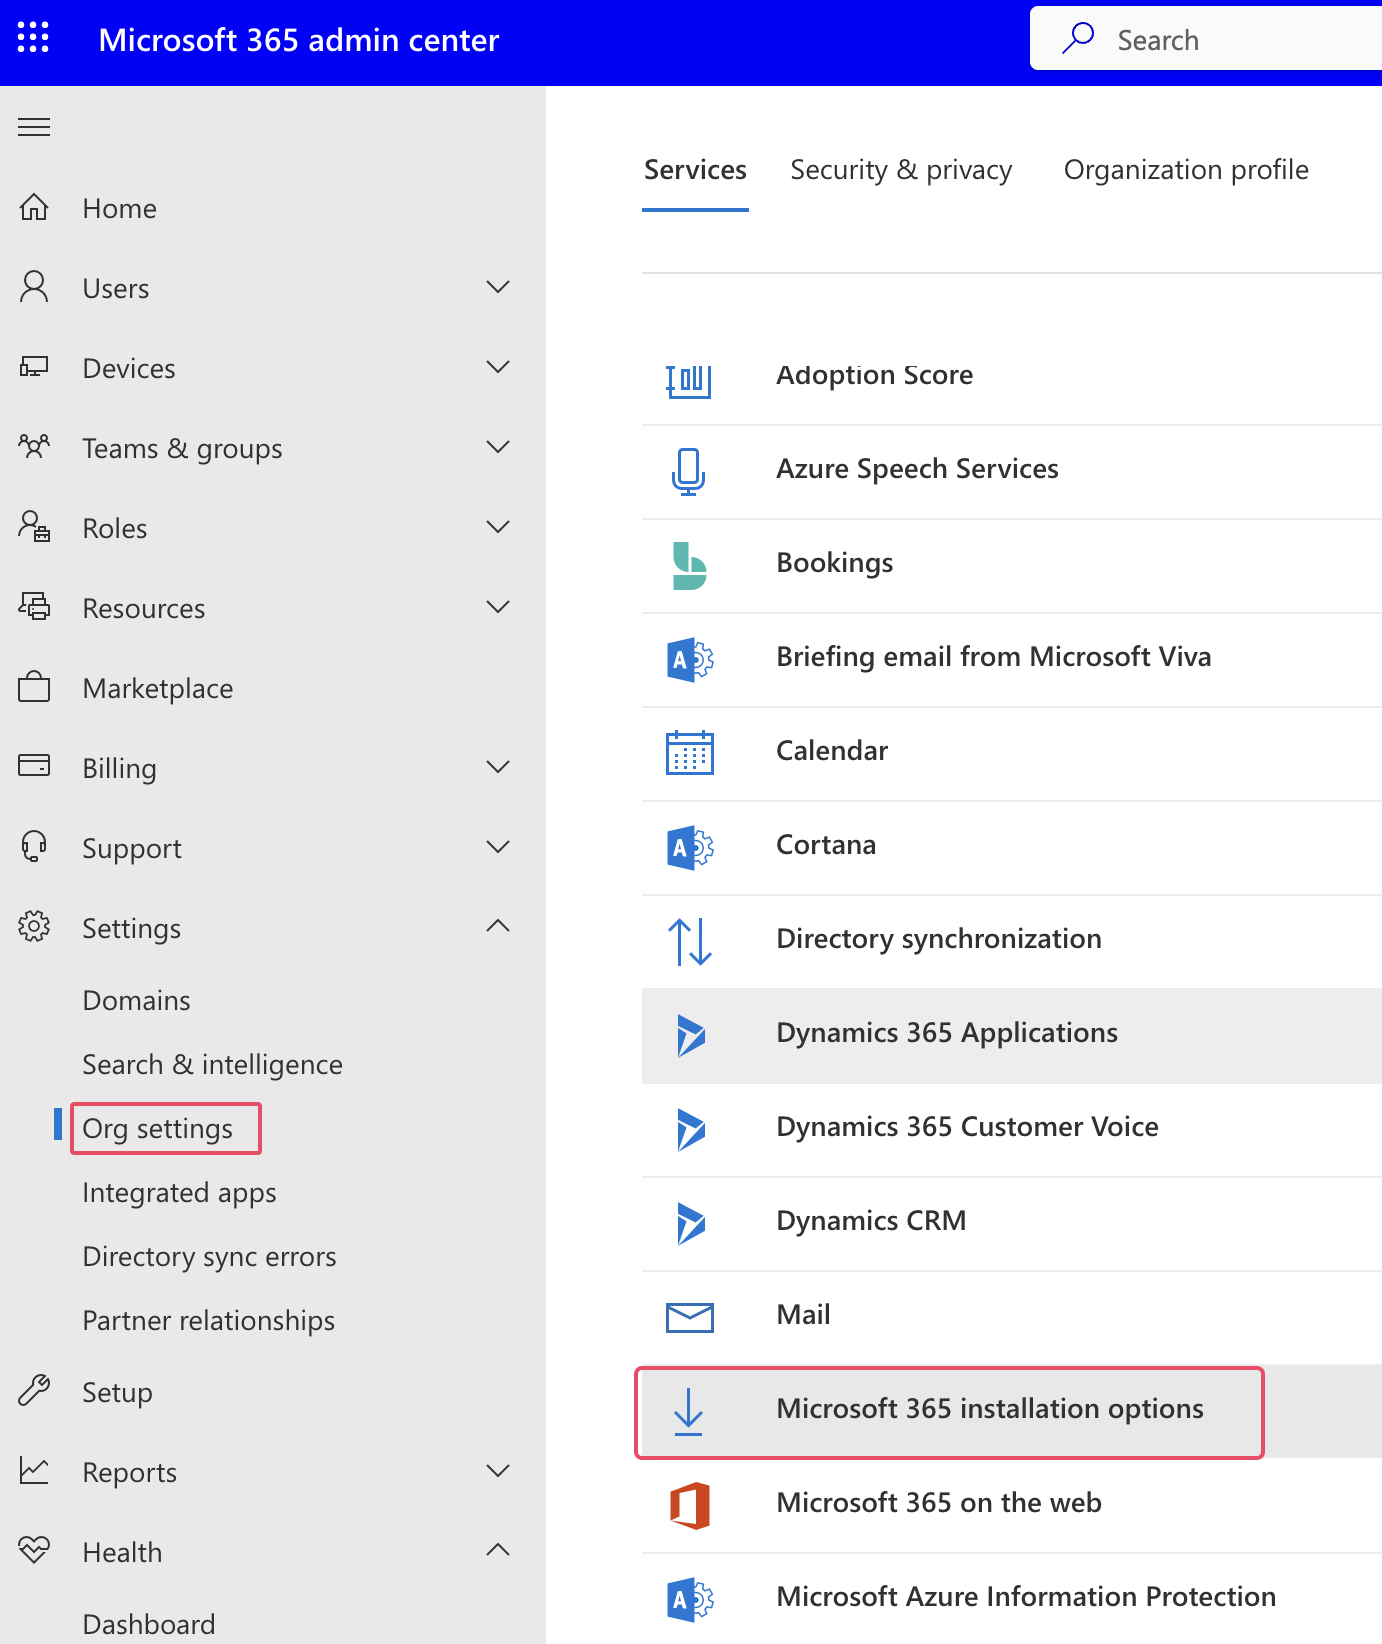 Microsoft 365 admin center
Search
Home
Users
Devices
Teams & groups
Roles
Resources
Marketplace
Billing
Support
Settings
Domains
Search & intelligence
Org settings
Integrated apps
Directory sync errors
Partner relationships
Setup
Reports
Health
Dashboard
Services
Security & privacy
Organization profile
Adoption Score
Azure Speech Services
Bookings
Briefing email from Microsoft Viva
Calendar
Cortana
Directory synchronization
Dynamics 365 Applications
Dynamics 365 Customer Voice
Dynamics CRM
Mail
Microsoft 365 installation options
Microsoft 365 on the web
Microsoft Azure Information Protection